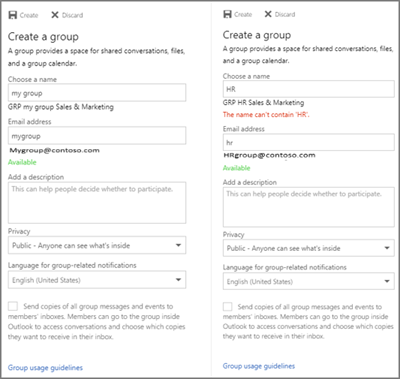 Create Discard
Create a group
A group provides a space for shared conversations, files,
and a group calendar.
Choose a name
my group
GRP my group Sales & Marketing
Email address
mygroup
Mygroup@contoso.com
Available
Add a description
This can help people decide whether to participate.
Privacy
Public - Anyone can see what's inside
Language for group-related notifications
English (United States)
Send copies of all group messages and events to
members' inboxes. Members can go to the group inside
Outlook to access conversations and choose which copies
they want to receive in their inbox.
Group usage guidelines
Create Discard
Create a group
A group provides a space for shared conversations, files,
and a group calendar.
Choose a name
HR
GRP HR Sales & Marketing
The name can't contain 'HR'.
Email address
hr
HRgroup@contoso.com
Available
Add a description
This can help people decide whether to participate.
Privacy
Public - Anyone can see what's inside
Language for group-related notifications
English (United States)
Send copies of all group messages and events to
members' inboxes. Members can go to the group inside
Outlook to access conversations and choose which copies
they want to receive in their inbox.
Group usage guidelines